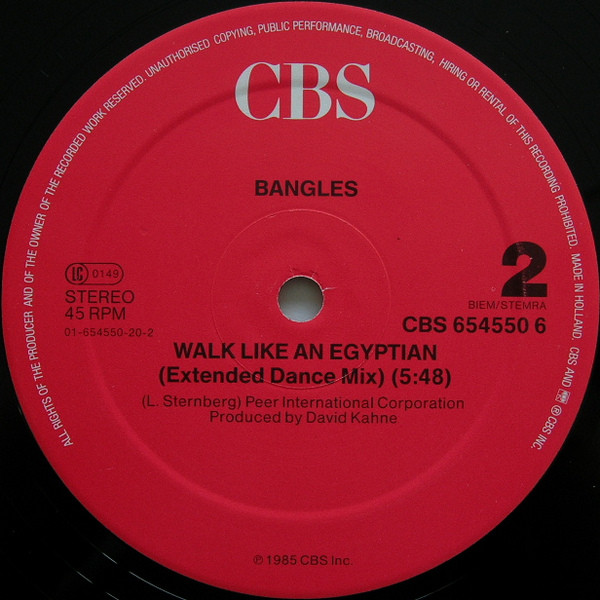 ALL RIGHTS OF THE PRODUCER AND OF THE OWNER OF THE RECORDED WORK RESERVED. UNAUTHORISED COPYING, PUBLIC PERFORMANCE, BROADCASTING, HIRING OR RENTAL OF THIS RECORDING PROHIBITED. MADE IN HOLLAND. CBS AND ® ℗ CBS INC.
CBS
BANGLES
2
LC 0149
STEREO
45 RPM
01-654550-20-2
BIEM/STEMRA
CBS 654550 6
WALK LIKE AN EGYPTIAN
(Extended Dance Mix) (5:48)
(L. Sternberg) Peer International Corporation
Produced by David Kahne
℗ 1985 CBS Inc.